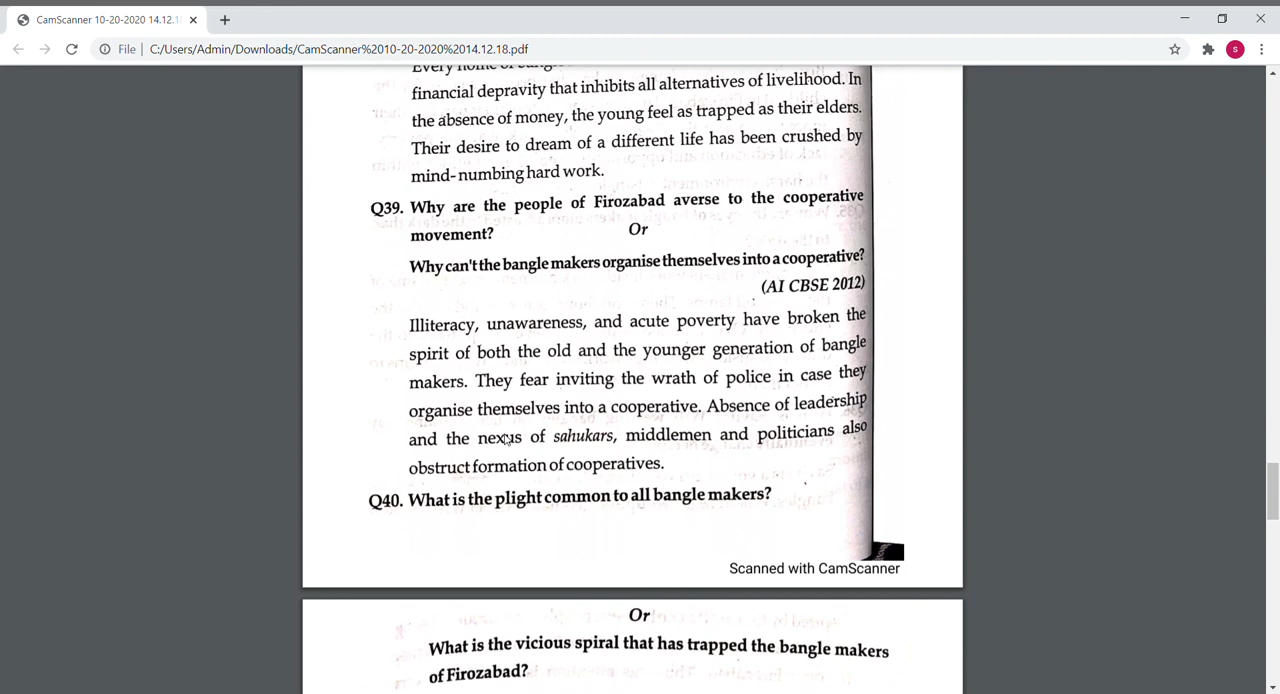 CamScanner 10-20-2020 14.12.1
File | C:/Users/Admin/Downloads/CamScanner%2010-20-2020%2014.12.18.pdf
S
Every home of
financial depravity that inhibits all alternatives of livelihood. In
the absence of money, the young feel as trapped as their elders.
Their desire to dream of a different life has been crushed by
mind-numbing hard work.
Q39. Why are the people of Firozabad averse to the cooperative
movement?
Or
Why can't the bangle makers organise themselves into a cooperative?
(AI CBSE 2012)
Illiteracy, unawareness, and acute poverty have broken the
spirit of both the old and the younger generation of bangle
makers. They fear inviting the wrath of police in case they
organise themselves into a cooperative. Absence of leadership
and the nexus of sahukars, middlemen and politicians also
obstruct formation of cooperatives.
Q40. What is the plight common to all bangle makers?
Scanned with CamScanner
Or
What is the vicious spiral that has trapped the bangle makers
of Firozabad?